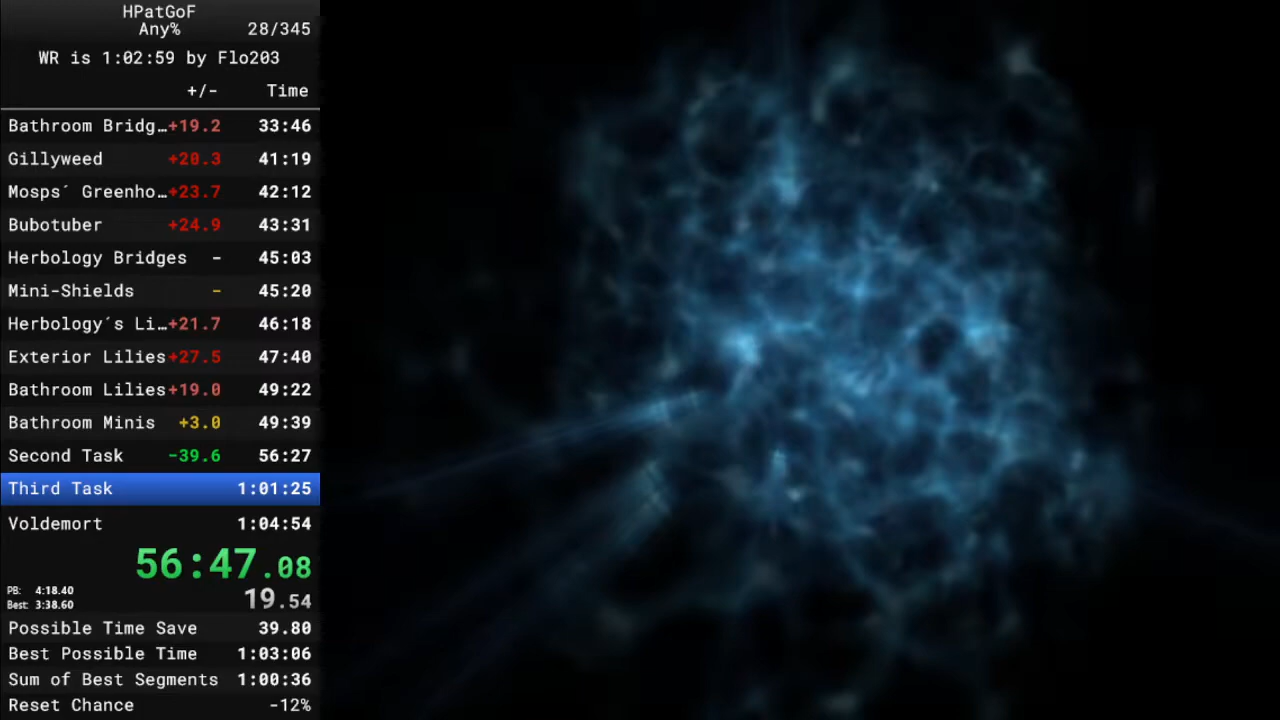 HPatGoF
Any% 28/345
WR is 1:02:59 by Flo203
+/- Time
Bathroom Bridg…+19.2 33:46
Gillyweed +20.3 41:19
Mosps´ Greenho…+23.7 42:12
Bubotuber +24.9 43:31
Herbology Bridges - 45:03
Mini-Shields - 45:20
Herbology´s Li…+21.7 46:18
Exterior Lilies+27.5 47:40
Bathroom Lilies+19.0 49:22
Bathroom Minis +3.0 49:39
Second Task -39.6 56:27
Third Task 1:01:25
Voldemort 1:04:54
56:47.08
PB: 4:18.40
Best: 3:38.60
19.54
Possible Time Save 39.80
Best Possible Time 1:03:06
Sum of Best Segments 1:00:36
Reset Chance -12%